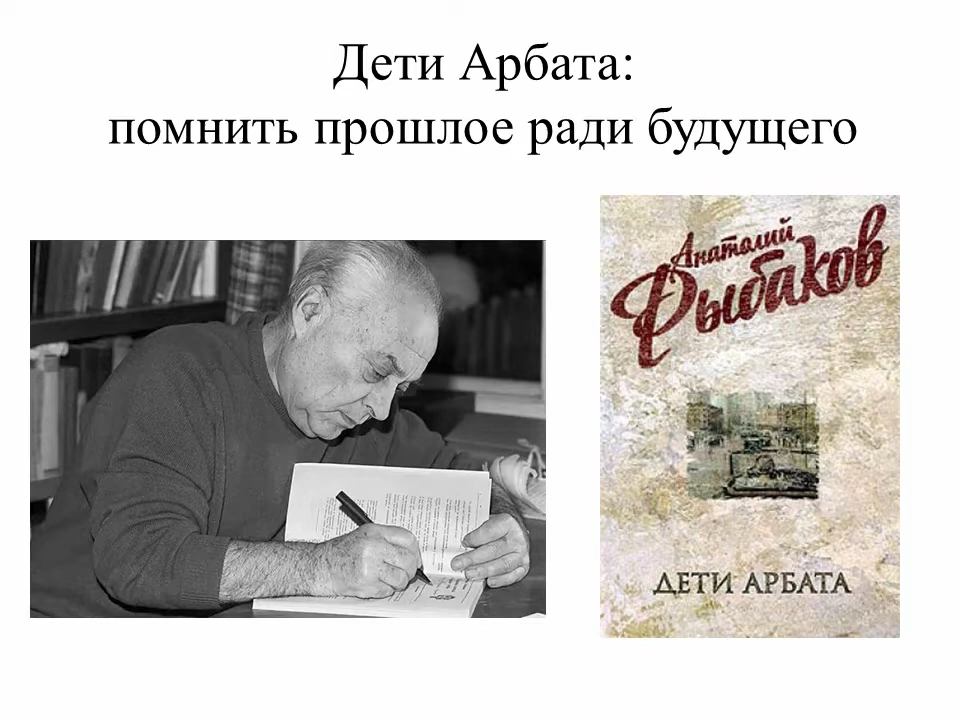 Дети Арбата:
помнить прошлое ради будущего
Анатолий
Рыбаков
ДЕТИ АРБАТА